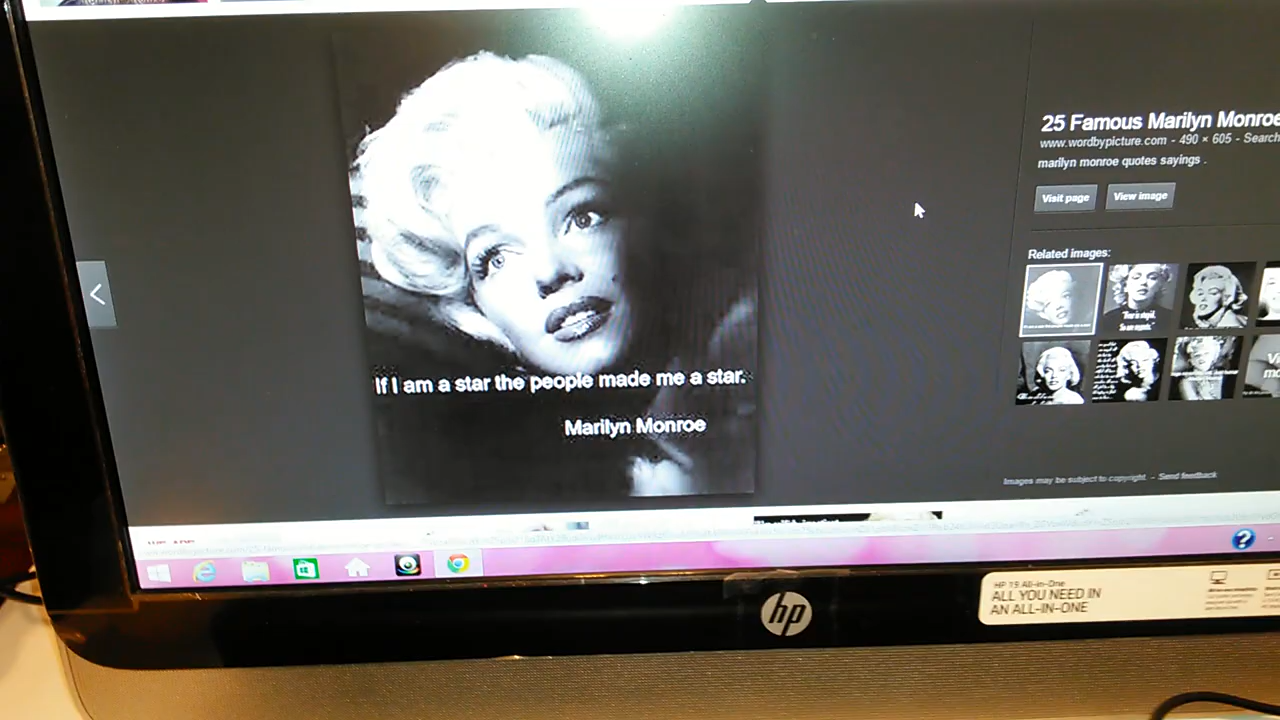 25 Famous Marilyn Monroe
www.wordbypicture.com - 490 × 605 - Search
marilyn monroe quotes sayings .
Visit page
View image
Related images:
If I am a star the people made me a star.
Marilyn Monroe
Images may be subject to copyright. - Send feedback
?
hp
HP 19 All-in-One
ALL YOU NEED IN
AN ALL-IN-ONE